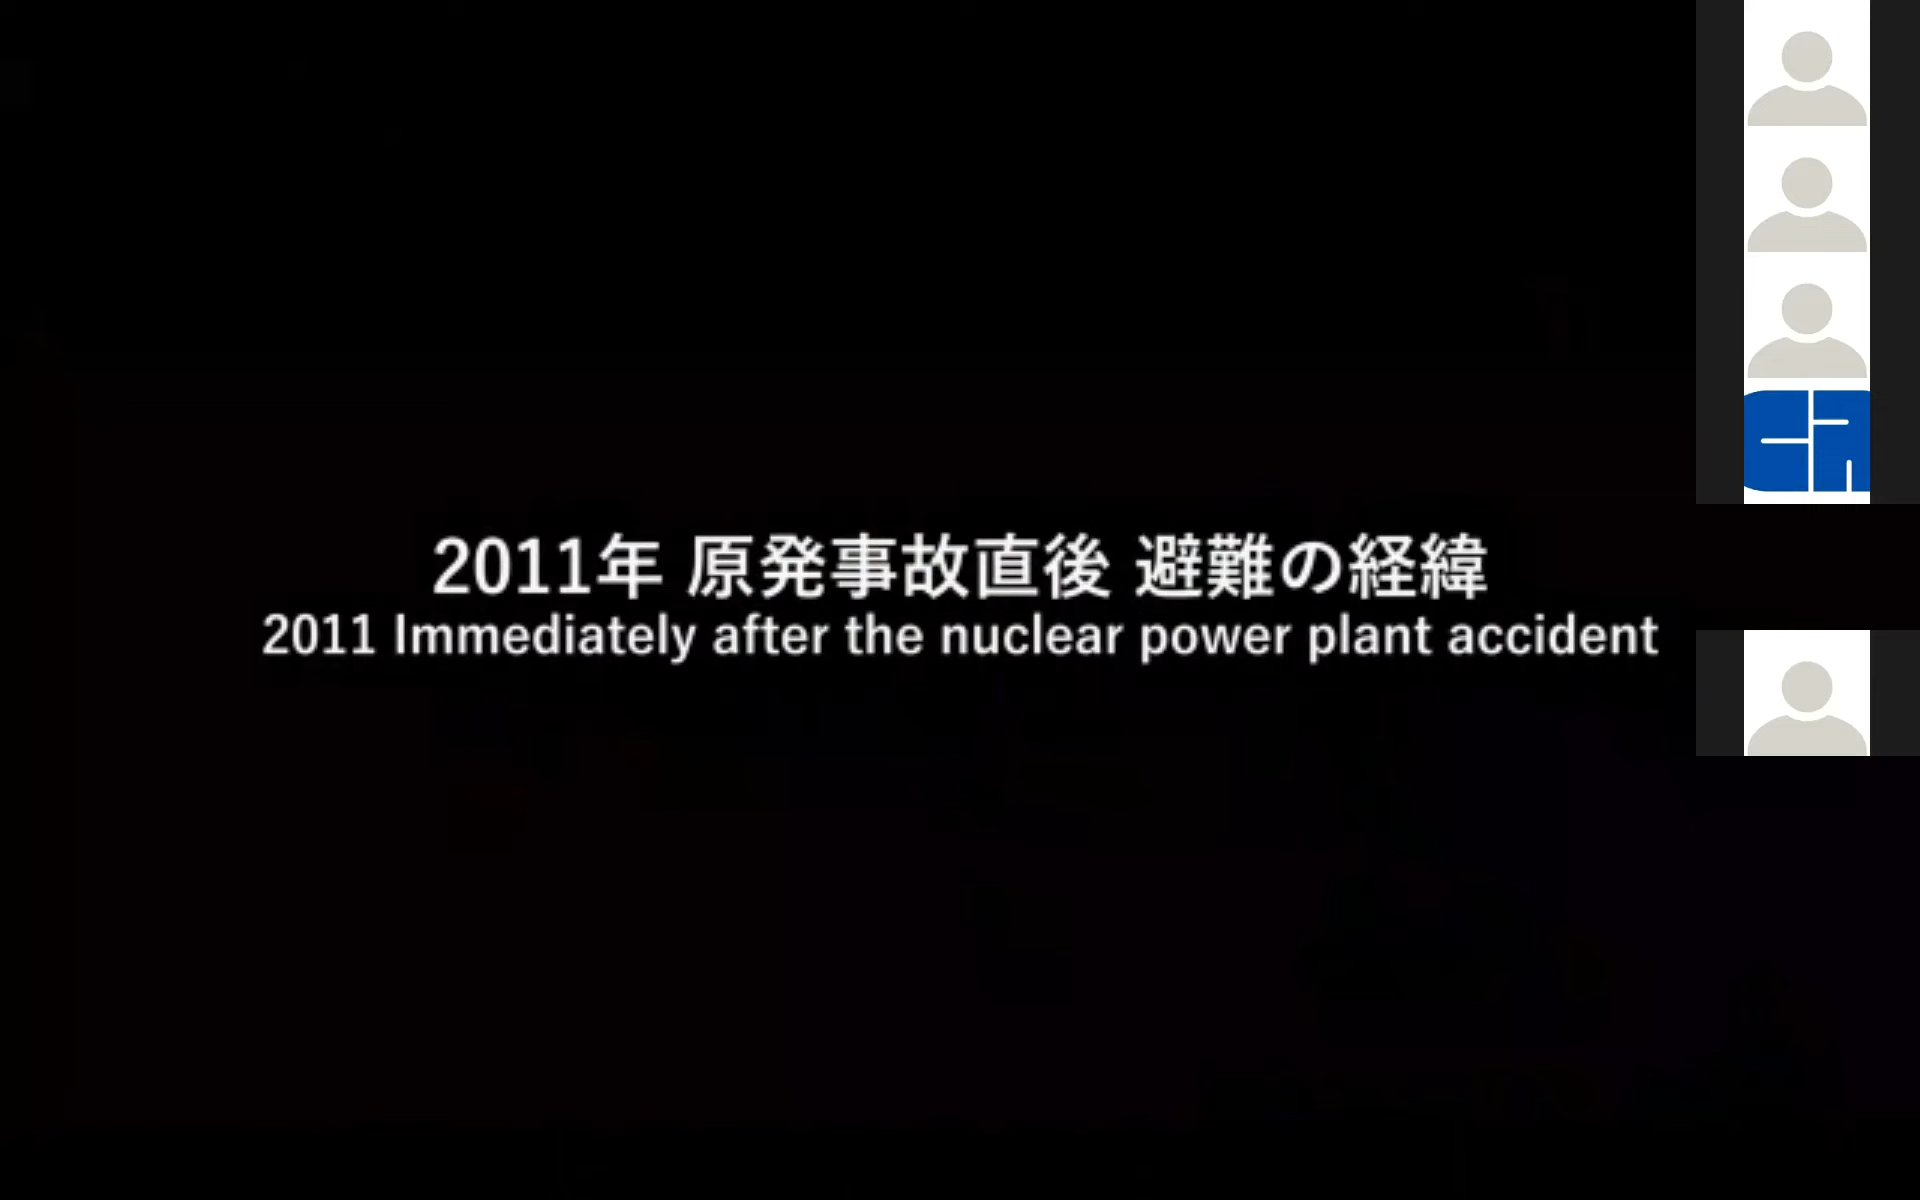 2011年 原発事故直後 避難の経緯
2011 Immediately after the nuclear power plant accident